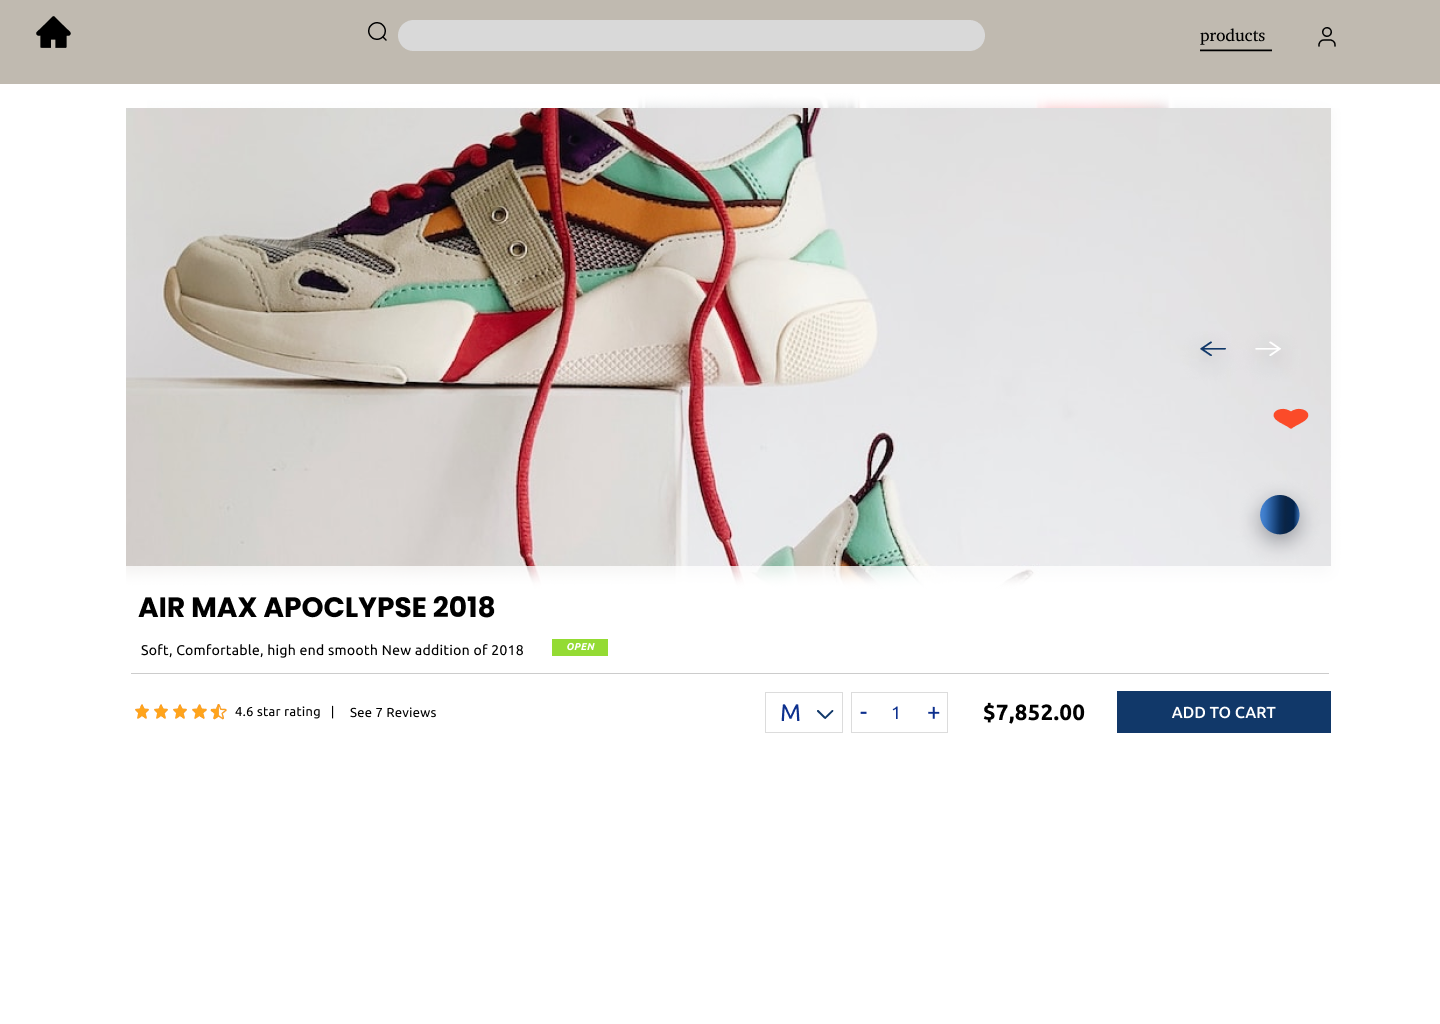 products
AIR MAX APOCLYPSE 2018
Soft, Comfortable, high end smooth New addition of 2018
OPEN
4.6 star rating | See 7 Reviews
M - 1 + $7,852.00 ADD TO CART